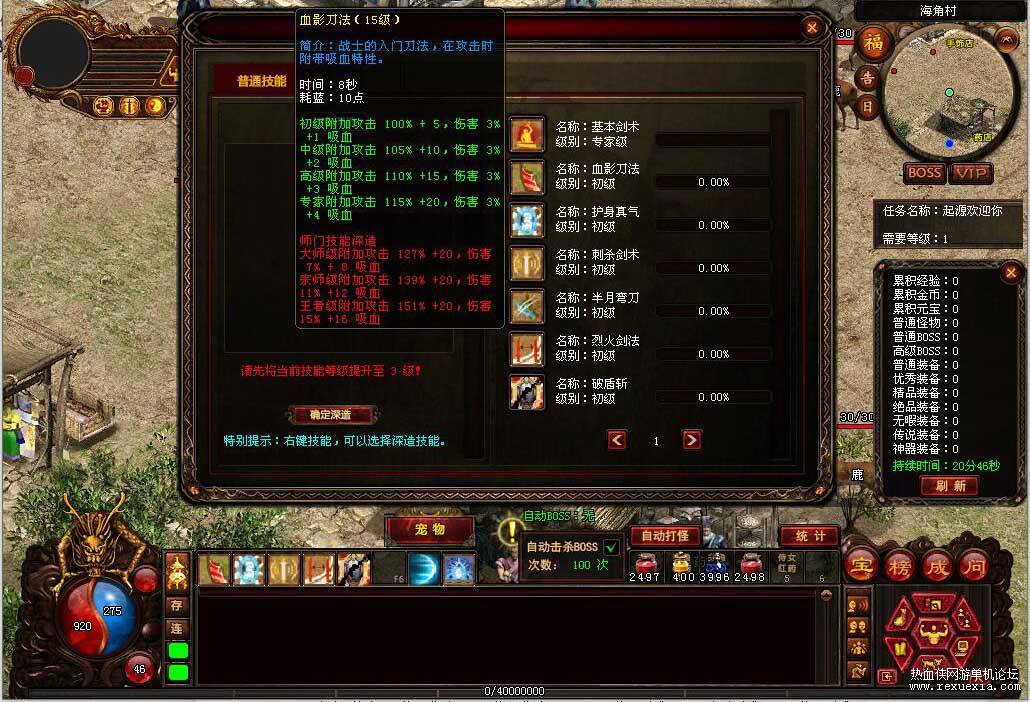 血影刀法(15级)
简介：战士的入门刀法，在攻击时
附带吸血特性。
时间：8秒
耗蓝：10点
初级附加攻击 100% + 5，伤害 3%
+1 吸血
中级附加攻击 105% +10，伤害 3%
+2 吸血
高级附加攻击 110% +15，伤害 3%
+3 吸血
专家附加攻击 115% +20，伤害 3%
+4 吸血
师门技能深造
大师级附加攻击 127% +20，伤害
7% + 8 吸血
宗师级附加攻击 139% +20，伤害
11% +12 吸血
王者级附加攻击 151% +20，伤害
15% +16 吸血
普通技能
请先将当前技能等级提升至 3 级!
确定深造
特别提示：右键技能，可以选择深造技能。
名称：基本剑术
级别：专家级
名称：血影刀法
级别：初级
0.00%
名称：护身真气
级别：初级
0.00%
名称：刺杀剑术
级别：初级
0.00%
名称：半月弯刀
级别：初级
0.00%
名称：烈火剑法
级别：初级
0.00%
名称：破盾斩
级别：初级
0.00%
1
海角村
/30
福
告
日
手饰店
药店
BOSS
VIP
任务名称：起源欢迎你
需要等级：1
累积经验：0
累积金币：0
累积元宝：0
普通怪物：0
普通BOSS：0
高级BOSS：0
普通装备：0
优秀装备：0
精品装备：0
绝品装备：0
无暇装备：0
传说装备：0
神器装备：0
持续时间：20分46秒
刷 新
30/30
鹿
宠 物
自动BOSS：无
自动击杀BOSS
次数： 100 次
自动打怪
统 计
F6
2497
400
3996
2498
侍女
红药
5
6
宝
榜
成
问
存
连
920
275
46
0/40000000
热血侠网游单机论坛
www.rexuexia.com